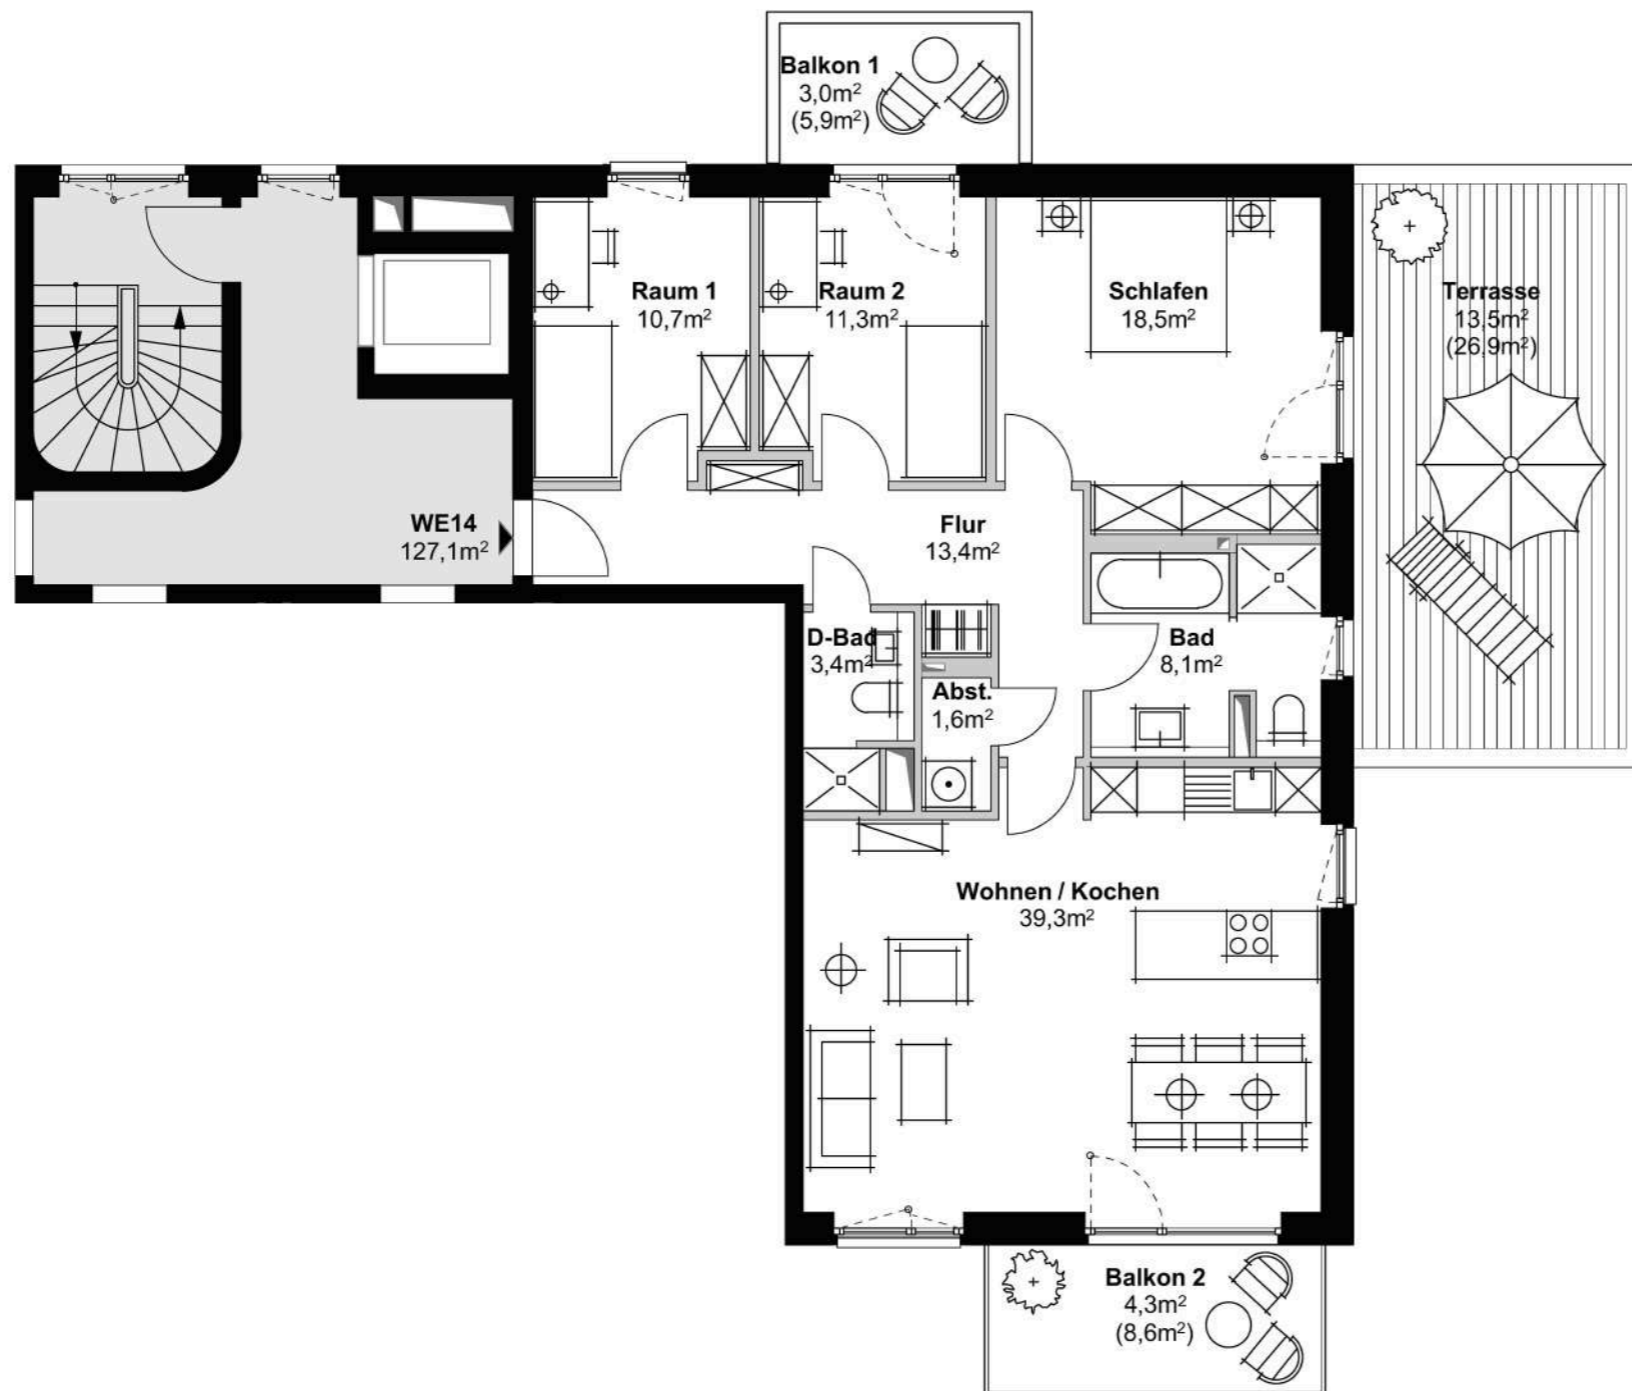 Balkon 1
3,0m²
(5,9m²)
Raum 1
10,7m²
Raum 2
11,3m²
Schlafen
18,5m²
Terrasse
13,5m²
(26,9m²)
WE14
127,1m²
Flur
13,4m²
D-Bad
3,4m²
Abst.
1,6m²
Bad
8,1m²
Wohnen / Kochen
39,3m²
Balkon 2
4,3m²
(8,6m²)